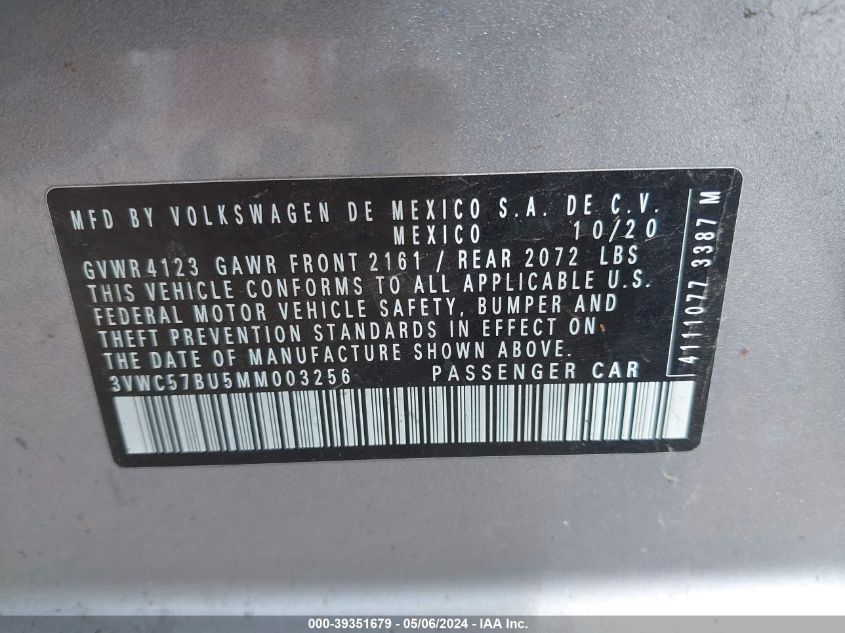 MFD BY VOLKSWAGEN DE MEXICO S.A. DE C.V.
MEXICO 10/20
GVWR 4123 GAWR FRONT 2161 / REAR 2072 LBS
THIS VEHICLE CONFORMS TO ALL APPLICABLE U.S.
FEDERAL MOTOR VEHICLE SAFETY, BUMPER AND
THEFT PREVENTION STANDARDS IN EFFECT ON
THE DATE OF MANUFACTURE SHOWN ABOVE.
3VWC57BU5MM003256 PASSENGER CAR
4111077 3387 M
000-39351679 - 05/06/2024 - IAA Inc.